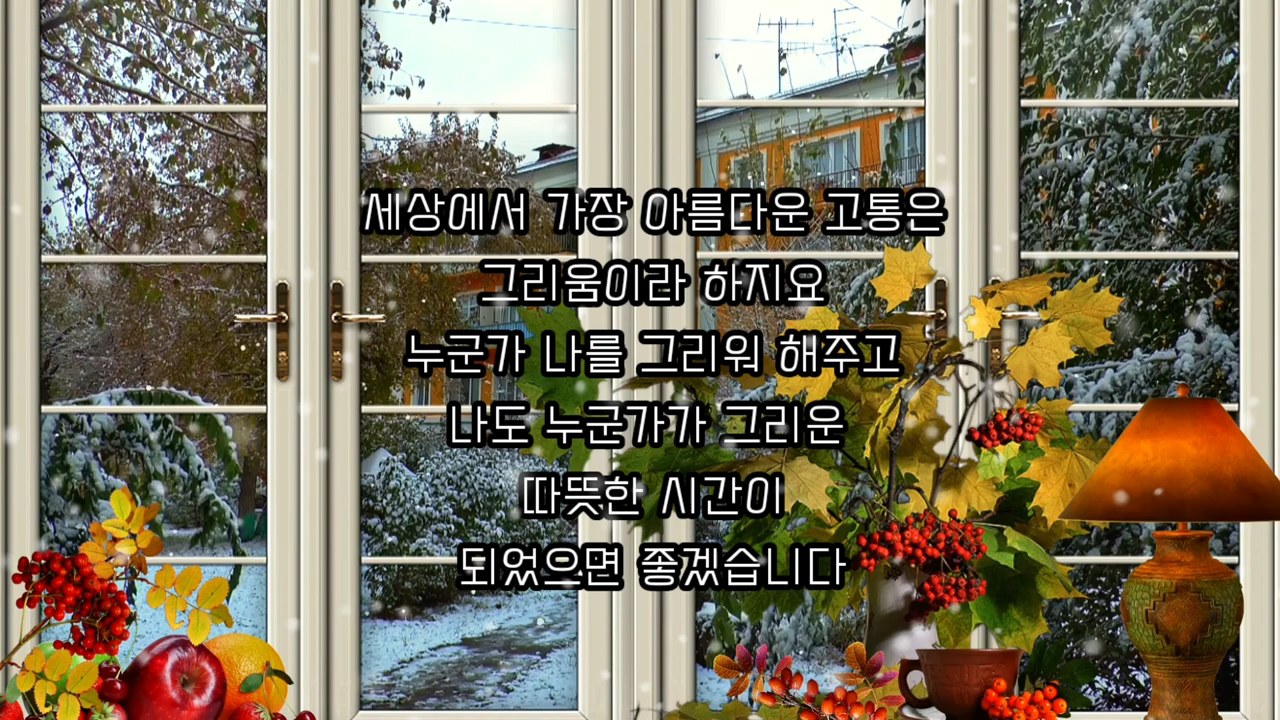 세상에서 가장 아름다운 고통은
그리움이라 하지요
누군가 나를 그리워 해주고
나도 누군가가 그리운
따뜻한 시간이
되었으면 좋겠습니다